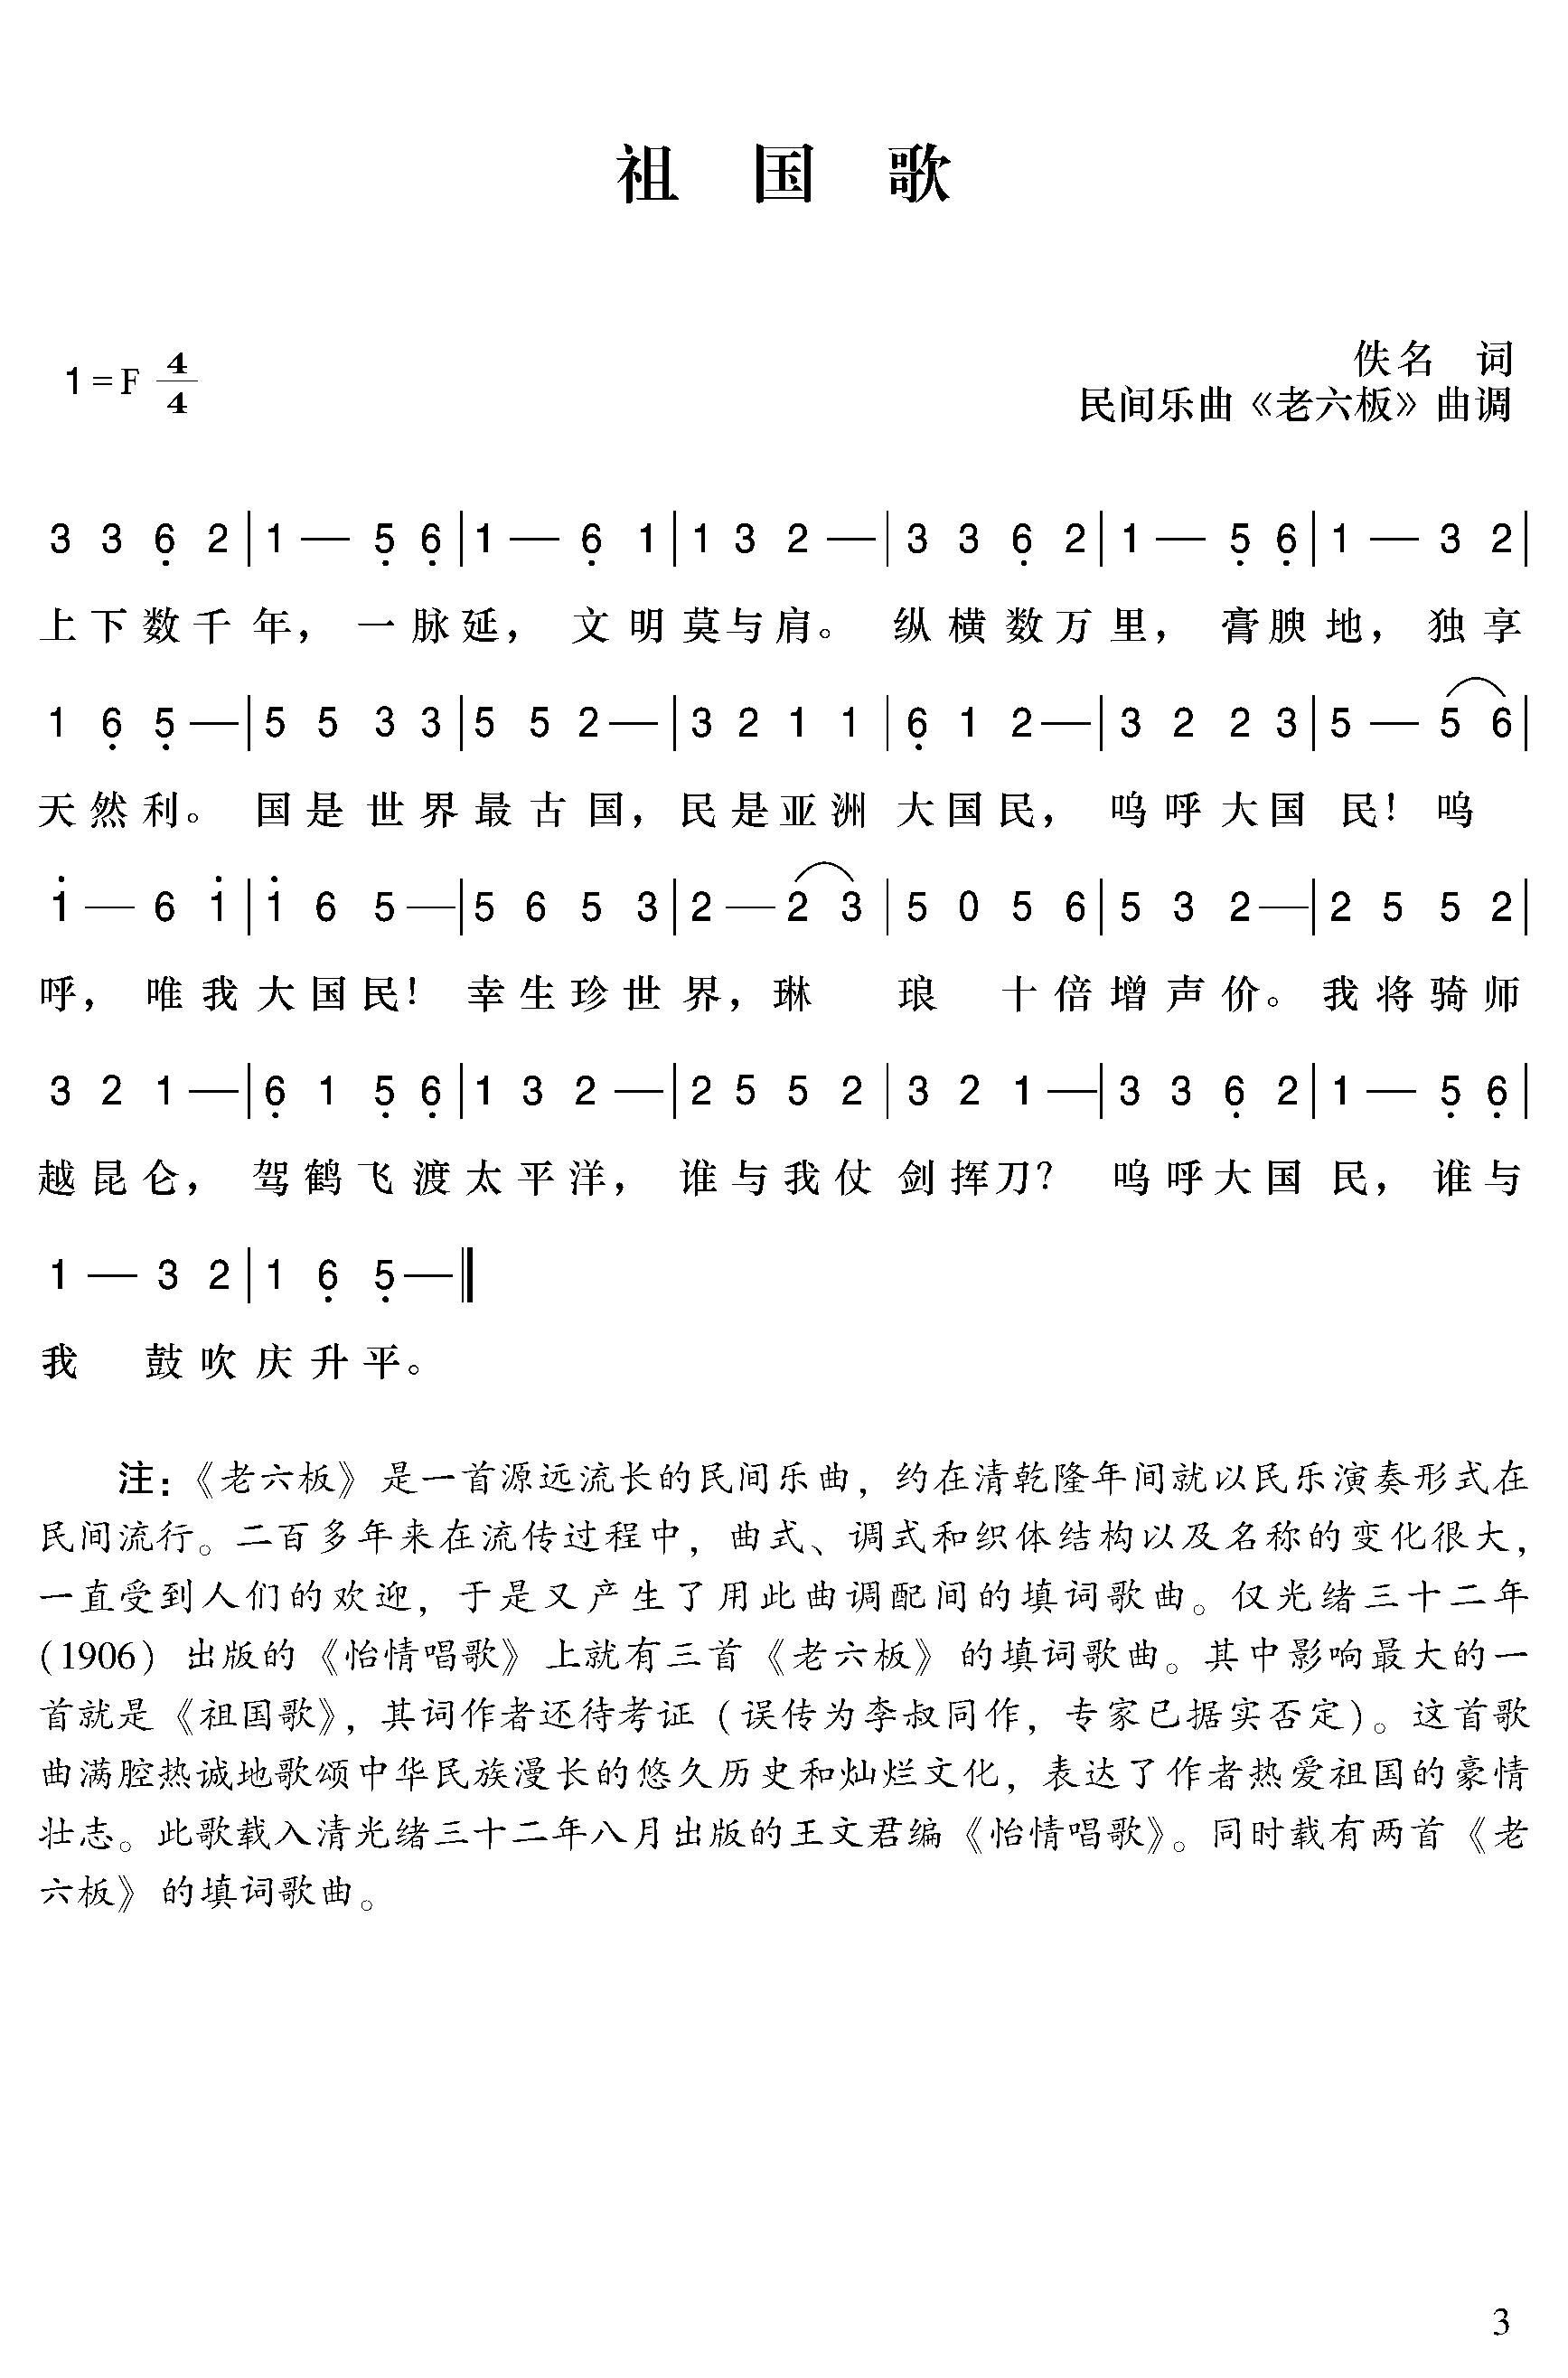 祖 国 歌
佚名 词
1=F 4/4
民间乐曲《老六板》曲调
3 3 6̣ 2 | 1 — 5̣ 6̣ | 1 — 6̣ 1 | 1 3 2 — | 3 3 6̣ 2 | 1 — 5̣ 6̣ | 1 — 3 2 |
上下数千年，一脉延，文明莫与肩。纵横数万里，膏腴地，独享
1 6̣ 5̣ — | 5 5 3 3 | 5 5 2 — | 3 2 1 1 | 6̣ 1 2 — | 3 2 2 3 | 5 — 5 6 |
天然利。国是世界最古国，民是亚洲大国民，呜呼大国民！呜
1̇ — 6 1̇ | 1̇ 6 5 — | 5 6 5 3 | 2 — 2 3 | 5 0 5 6 | 5 3 2 — | 2 5 5 2 |
呼，唯我大国民！幸生珍世界，琳 琅 十倍增声价。我将骑师
3 2 1 — | 6̣ 1 5̣ 6̣ | 1 3 2 — | 2 5 5 2 | 3 2 1 — | 3 3 6̣ 2 | 1 — 5̣ 6̣ |
越昆仑，驾鹤飞渡太平洋，谁与我仗剑挥刀？呜呼大国民，谁与
1 — 3 2 | 1 6̣ 5̣ — ‖
我 鼓吹庆升平。
注：《老六板》是一首源远流长的民间乐曲，约在清乾隆年间就以民乐演奏形式在
民间流行。二百多年来在流传过程中，曲式、调式和织体结构以及名称的变化很大，
一直受到人们的欢迎，于是又产生了用此曲调配间的填词歌曲。仅光绪三十二年
(1906) 出版的《怡情唱歌》上就有三首《老六板》的填词歌曲。其中影响最大的一
首就是《祖国歌》，其词作者还待考证（误传为李叔同作，专家已据实否定）。这首歌
曲满腔热诚地歌颂中华民族漫长的悠久历史和灿烂文化，表达了作者热爱祖国的豪情
壮志。此歌载入清光绪三十二年八月出版的王文君编《怡情唱歌》。同时载有两首《老
六板》的填词歌曲。
3